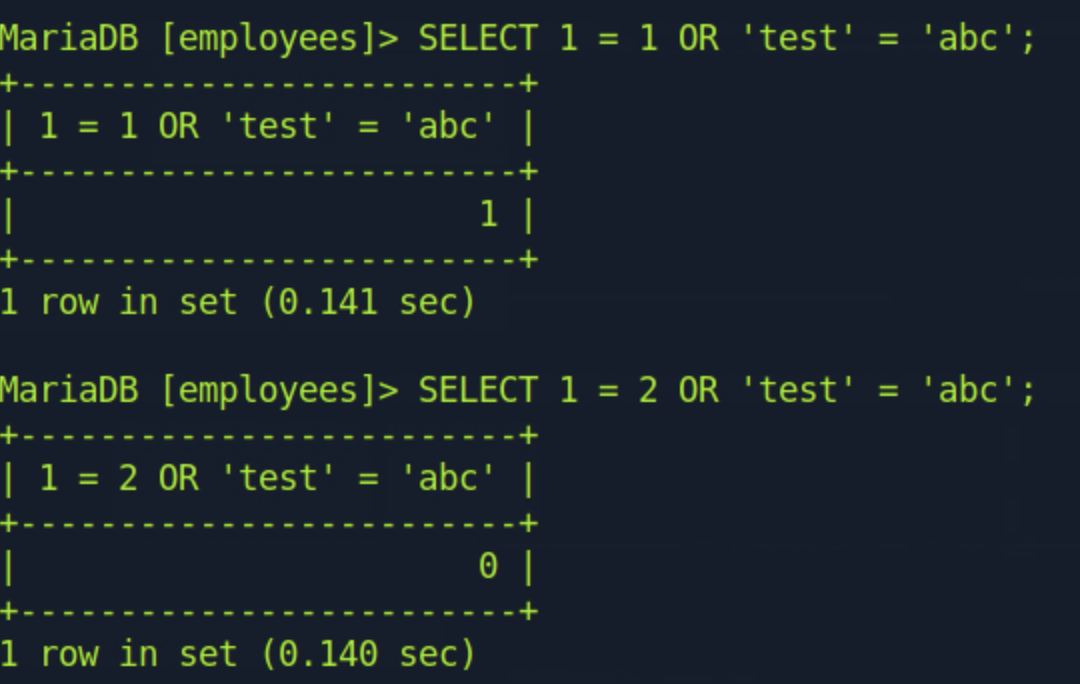 MariaDB [employees]> SELECT 1 = 1 OR 'test' = 'abc';
+-------------------------+
| 1 = 1 OR 'test' = 'abc' |
+-------------------------+
|                       1 |
+-------------------------+
1 row in set (0.141 sec)
MariaDB [employees]> SELECT 1 = 2 OR 'test' = 'abc';
+-------------------------+
| 1 = 2 OR 'test' = 'abc' |
+-------------------------+
|                       0 |
+-------------------------+
1 row in set (0.140 sec)